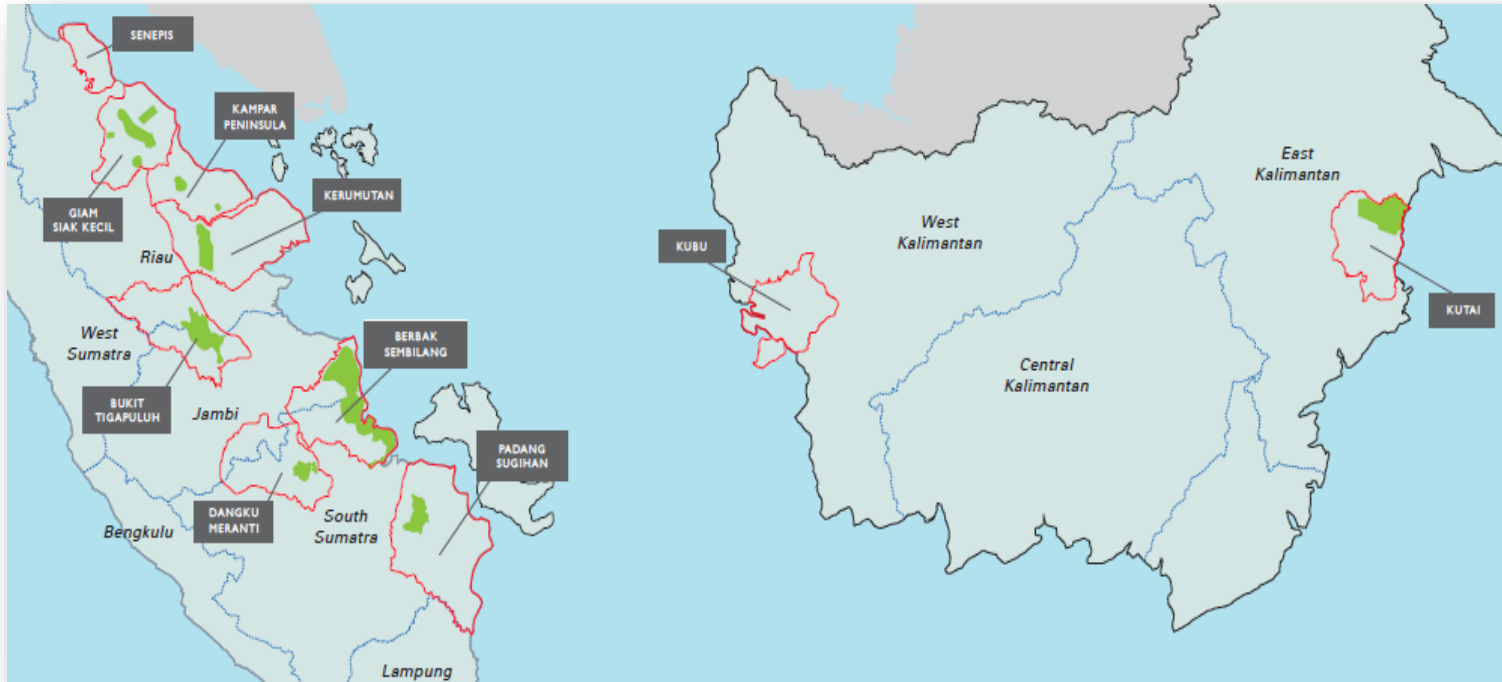 SENEPIS
KAMPAR
PENINSULA
KERUMUTAN
GIAM
SIAK KECIL
Riau
West
Sumatra
BERBAK
SEMBILANG
BUKIT
TIGAPULUH
Jambi
PADANG
SUGIHAN
DANGKU
MERANTI
South
Sumatra
Bengkulu
Lampung
East
Kalimantan
West
Kalimantan
KUBU
KUTAI
Central
Kalimantan